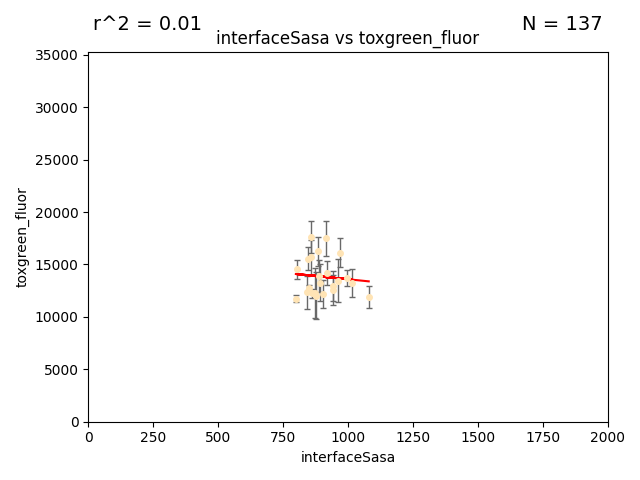 r^2 = 0.01
N = 137
interfaceSasa vs toxgreen_fluor
35000
30000
25000
20000
15000
10000
5000
0
toxgreen_fluor
0 250 500 750 1000 1250 1500 1750 2000
interfaceSasa